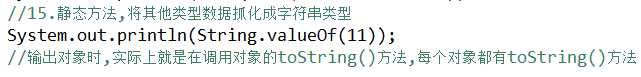 //15.静态方法,将其他类型数据抓化成字符串类型
System.out.println(String.valueOf(11));
//输出对象时,实际上就是在调用对象的toString()方法,每个对象都有toString()方法